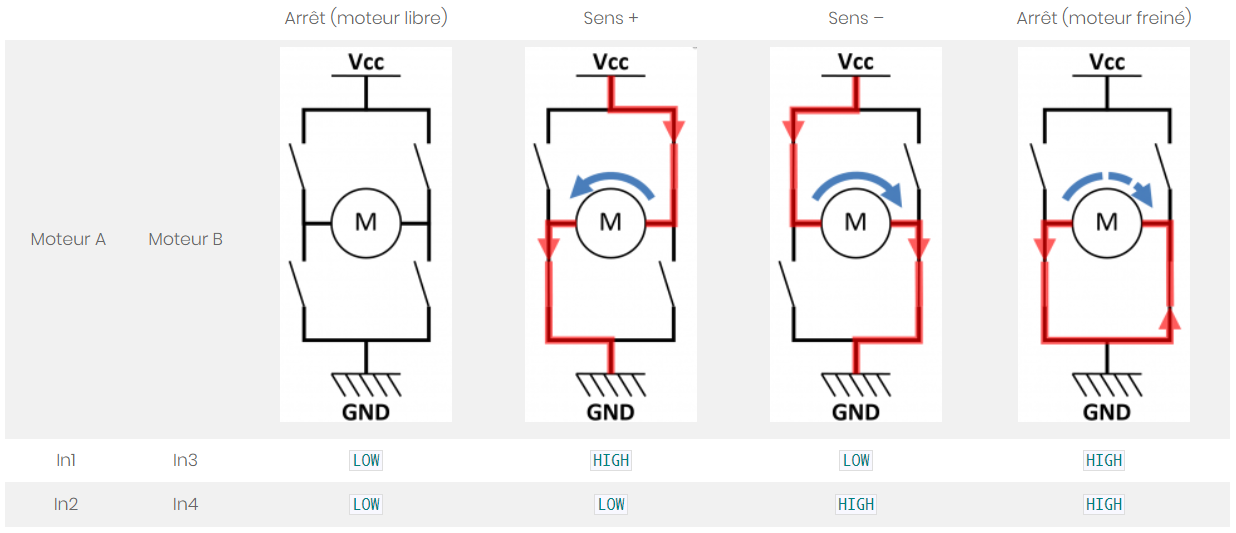 Arrêt (moteur libre) Sens + Sens – Arrêt (moteur freiné)
Vcc Vcc Vcc Vcc
M M M M
Moteur A Moteur B
GND GND GND GND
In1 In3 LOW HIGH LOW HIGH
In2 In4 LOW LOW HIGH HIGH